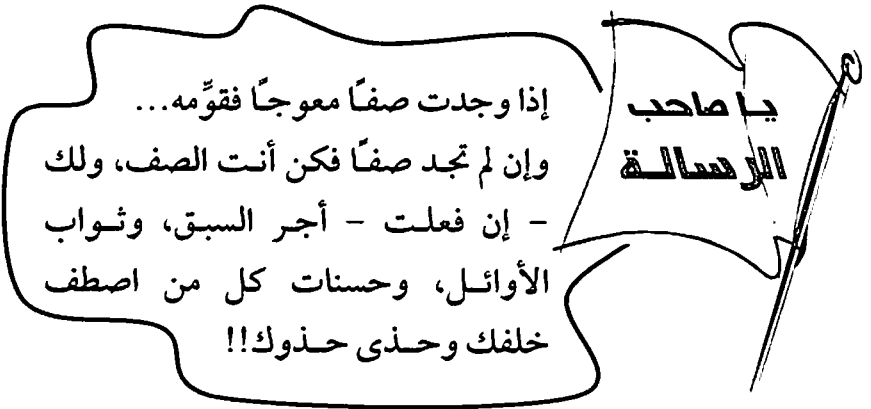 يا صاحب
الرسالة
إذا وجدت صفًّا معوجًّا فقوِّمه...
وإن لم تجد صفًّا فكن أنت الصف، ولك
– إن فعلت – أجر السبق، وثواب
الأوائل، وحسنات كل من اصطف
خلفك وحذى حذوك!!